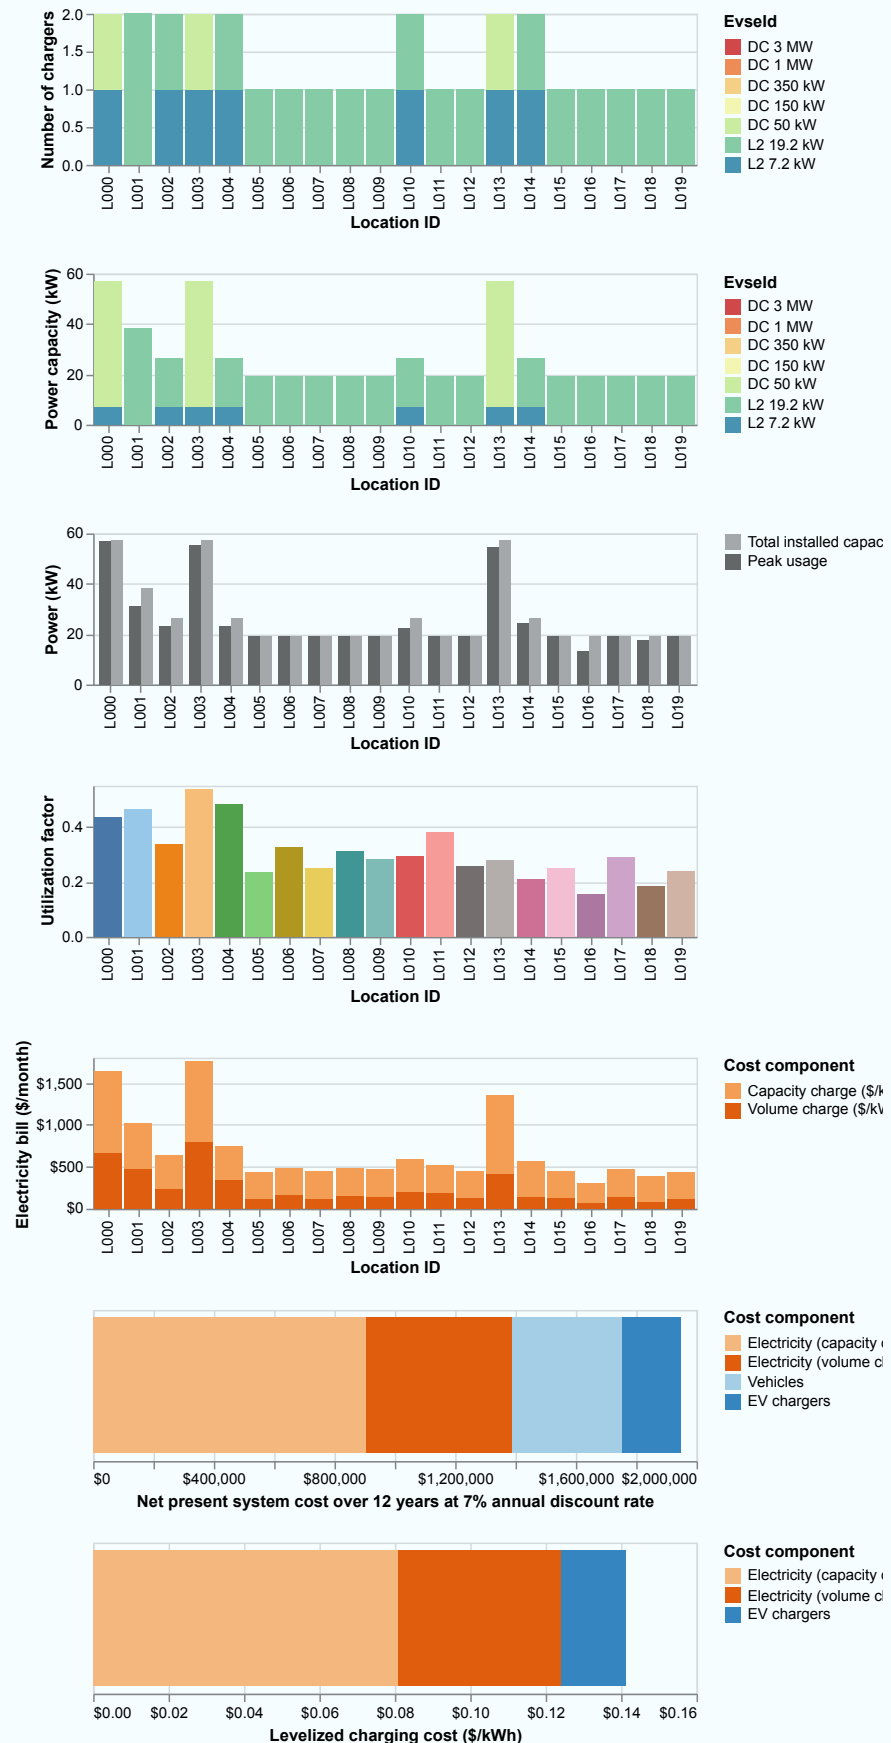 Number of chargers
2.0
1.5
1.0
0.5
0.0
L000 L001 L002 L003 L004 L005 L006 L007 L008 L009 L010 L011 L012 L013 L014 L015 L016 L017 L018 L019
Location ID
EvseId
DC 3 MW
DC 1 MW
DC 350 kW
DC 150 kW
DC 50 kW
L2 19.2 kW
L2 7.2 kW
Power capacity (kW)
60
40
20
0
L000 L001 L002 L003 L004 L005 L006 L007 L008 L009 L010 L011 L012 L013 L014 L015 L016 L017 L018 L019
Location ID
EvseId
DC 3 MW
DC 1 MW
DC 350 kW
DC 150 kW
DC 50 kW
L2 19.2 kW
L2 7.2 kW
Power (kW)
60
40
20
0
L000 L001 L002 L003 L004 L005 L006 L007 L008 L009 L010 L011 L012 L013 L014 L015 L016 L017 L018 L019
Location ID
Total installed capac
Peak usage
Utilization factor
0.4
0.2
0.0
L000 L001 L002 L003 L004 L005 L006 L007 L008 L009 L010 L011 L012 L013 L014 L015 L016 L017 L018 L019
Location ID
Electricity bill ($/month)
$1,500
$1,000
$500
$0
L000 L001 L002 L003 L004 L005 L006 L007 L008 L009 L010 L011 L012 L013 L014 L015 L016 L017 L018 L019
Location ID
Cost component
Capacity charge ($/k
Volume charge ($/kW
$0 $400,000 $800,000 $1,200,000 $1,600,000 $2,000,000
Net present system cost over 12 years at 7% annual discount rate
Cost component
Electricity (capacity
Electricity (volume
Vehicles
EV chargers
$0.00 $0.02 $0.04 $0.06 $0.08 $0.10 $0.12 $0.14 $0.16
Levelized charging cost ($/kWh)
Cost component
Electricity (capacity
Electricity (volume
EV chargers